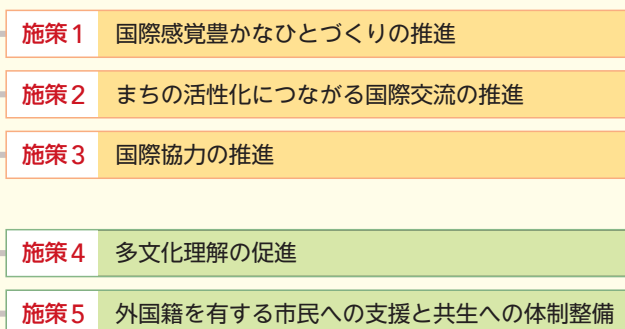 施策1 国際感覚豊かなひとづくりの推進
施策2 まちの活性化につながる国際交流の推進
施策3 国際協力の推進
施策4 多文化理解の促進
施策5 外国籍を有する市民への支援と共生への体制整備